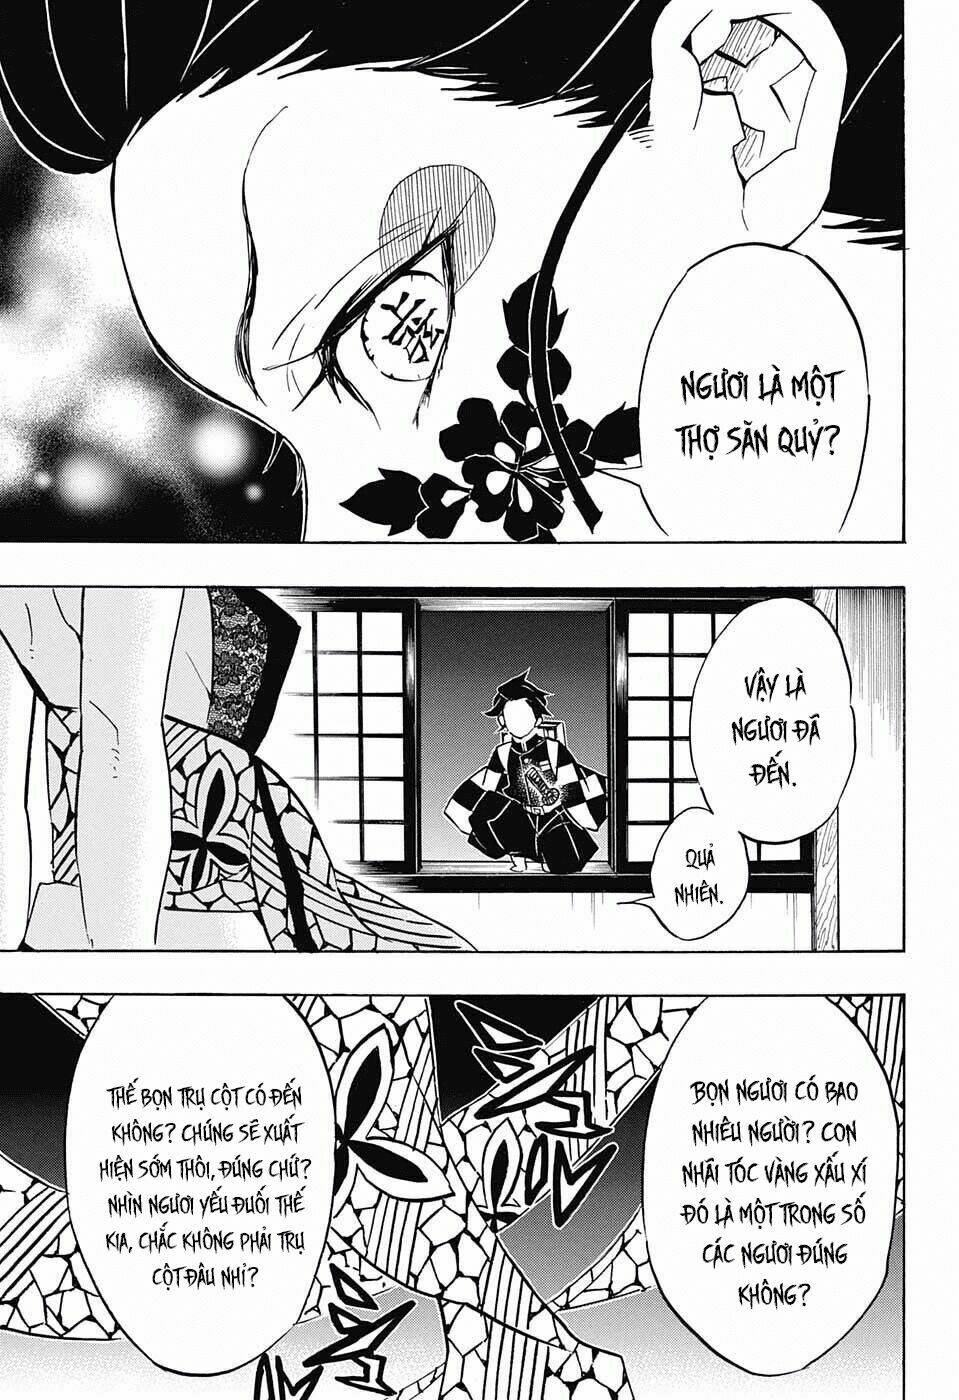 NGƯƠI LÀ MỘT
THỢ SĂN QUỶ?
VẬY LÀ
NGƯƠI ĐÃ
ĐẾN.
QUẢ
NHIÊN.
BỌN NGƯƠI CÓ BAO
NHIÊU NGƯỜI? CON
NHÃI TÓC VÀNG XẤU XÍ
ĐÓ LÀ MỘT TRONG SỐ
CÁC NGƯƠI ĐÚNG
KHÔNG?
THẾ BỌN TRỤ CỘT CÓ ĐẾN
KHÔNG? CHÚNG SẼ XUẤT
HIỆN SỚM THÔI, ĐÚNG CHỨ?
NHÌN NGƯƠI YẾU ĐUỐI THẾ
KIA, CHẮC KHÔNG PHẢI TRỤ
CỘT ĐÂU NHỈ?